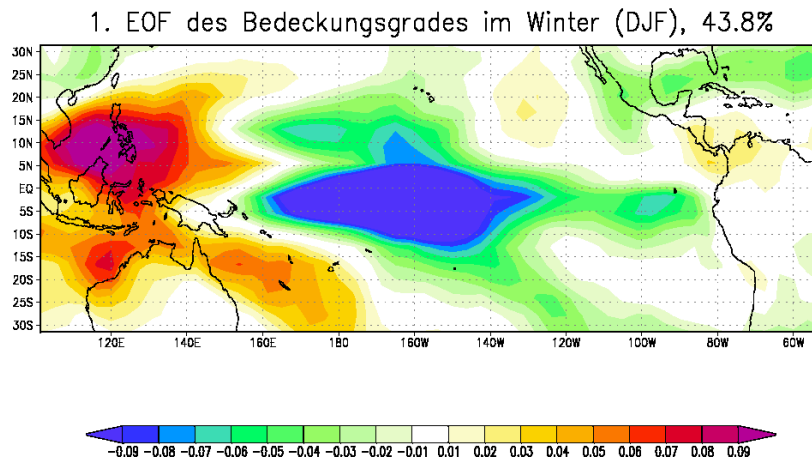 1. EOF des Bedeckungsgrades im Winter (DJF), 43.8%
30N
25N
20N
15N
10N
5N
EQ
5S
10S
15S
20S
25S
30S
120E 140E 160E 180 160W 140W 120W 100W 80W 60W
-0.09 -0.08 -0.07 -0.06 -0.05 -0.04 -0.03 -0.02 -0.01 0.01 0.02 0.03 0.04 0.05 0.06 0.07 0.08 0.09